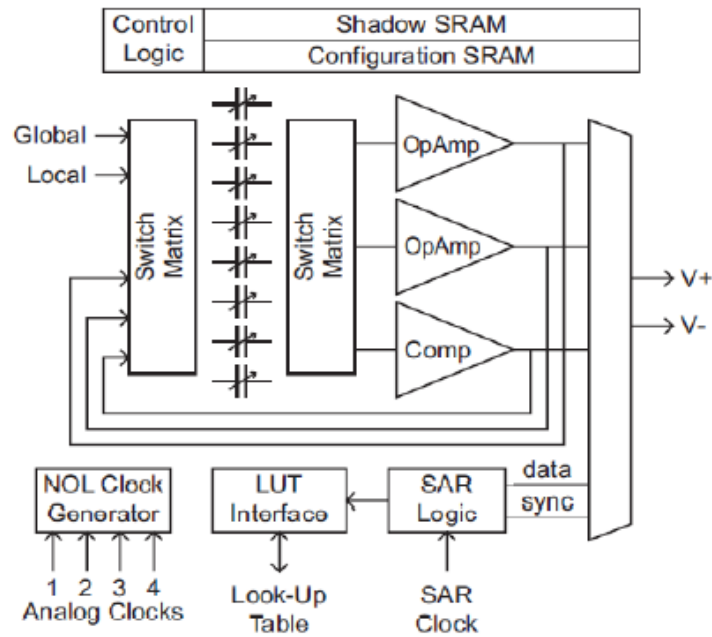 Control
Logic
Shadow SRAM
Configuration SRAM
Global
Local
Switch
Matrix
Switch
Matrix
OpAmp
OpAmp
Comp
V+
V-
NOL Clock
Generator
1 2 3 4
Analog Clocks
LUT
Interface
Look-Up
Table
SAR
Logic
data
sync
SAR
Clock